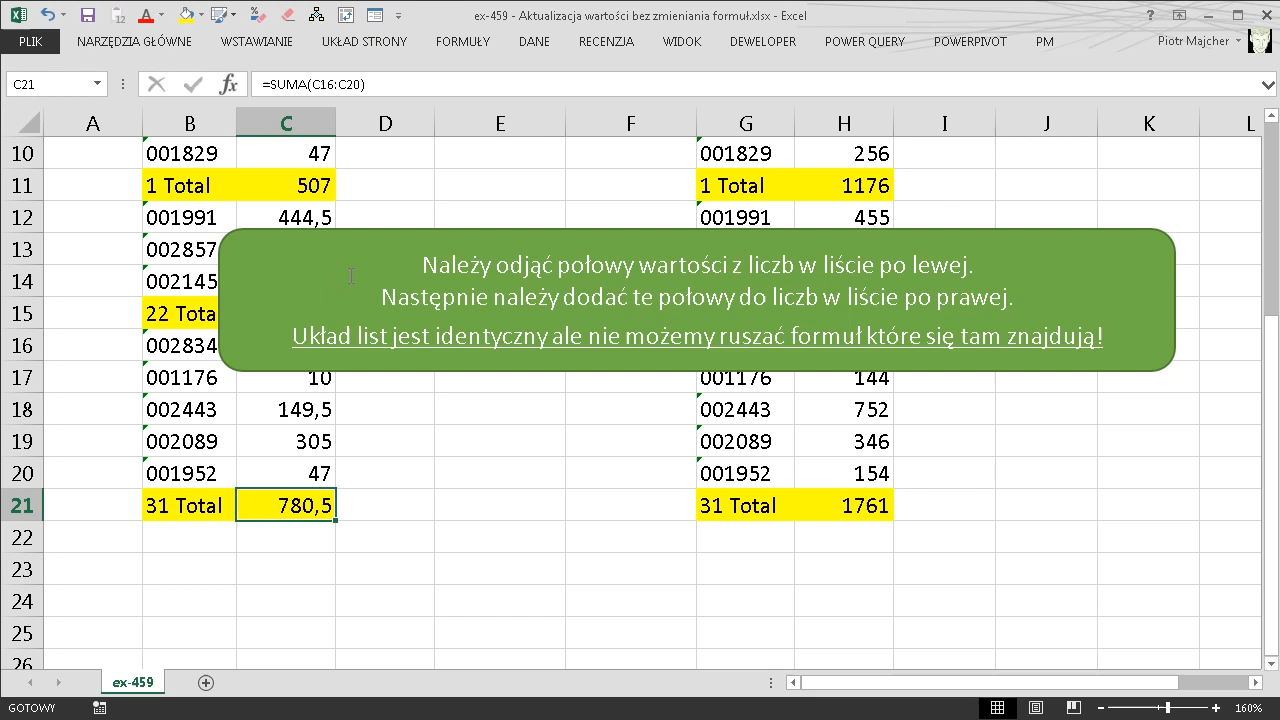 ex-459 - Aktualizacja wartości bez zmieniania formuł.xlsx - Excel
PLIK NARZĘDZIA GŁÓWNE WSTAWIANIE UKŁAD STRONY FORMUŁY DANE RECENZJA WIDOK DEWELOPER POWER QUERY POWERPIVOT PM Piotr Majcher
C21 fx =SUMA(C16:C20)
A B C D E F G H I J K L
10 001829 47 001829 256
11 1 Total 507 1 Total 1176
12 001991 444,5 001991 455
13 002857
14 002145
15 22 Tota
16 002834
17 001176 10 001176 144
18 002443 149,5 002443 752
19 002089 305 002089 346
20 001952 47 001952 154
21 31 Total 780,5 31 Total 1761
22
23
24
25
26
Należy odjąć połowy wartości z liczb w liście po lewej.
Następnie należy dodać te połowy do liczb w liście po prawej.
Układ list jest identyczny ale nie możemy ruszać formuł które się tam znajdują!
ex-459
GOTOWY 160%